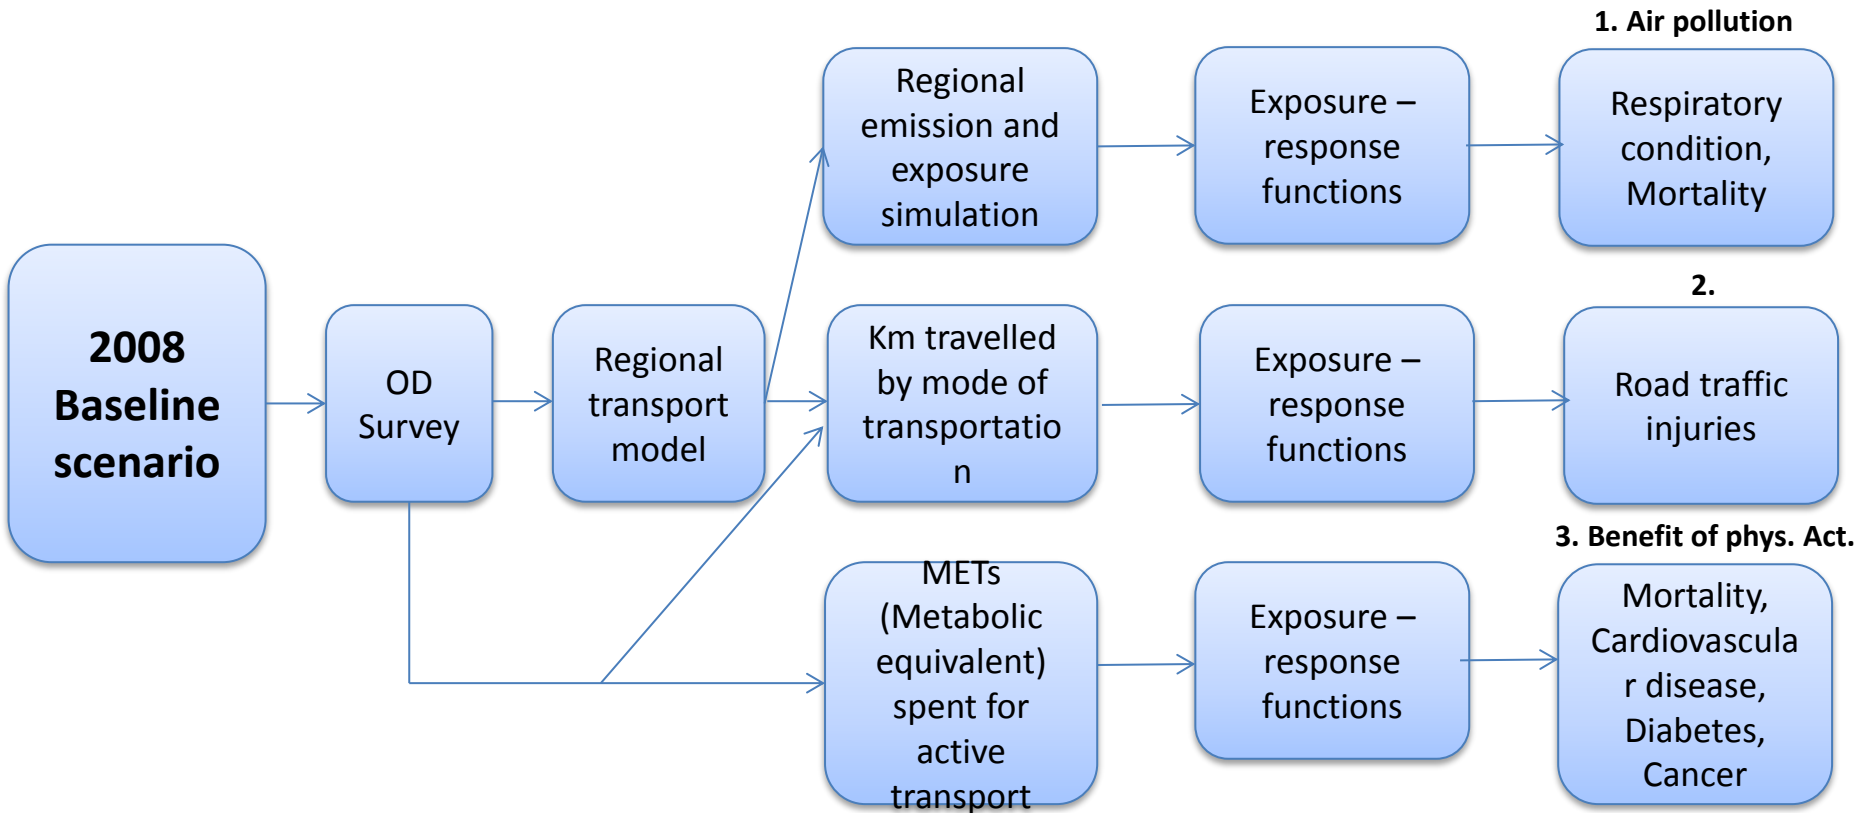 1. Air pollution
Regional
emission and
exposure
simulation
Exposure –
response
functions
Respiratory
condition,
Mortality
2008
Baseline
scenario
OD
Survey
Regional
transport
model
Km travelled
by mode of
transportatio
n
Exposure –
response
functions
2.
Road traffic
injuries
METs
(Metabolic
equivalent)
spent for
active
transport
Exposure –
response
functions
3. Benefit of phys. Act.
Mortality,
Cardiovascula
r disease,
Diabetes,
Cancer